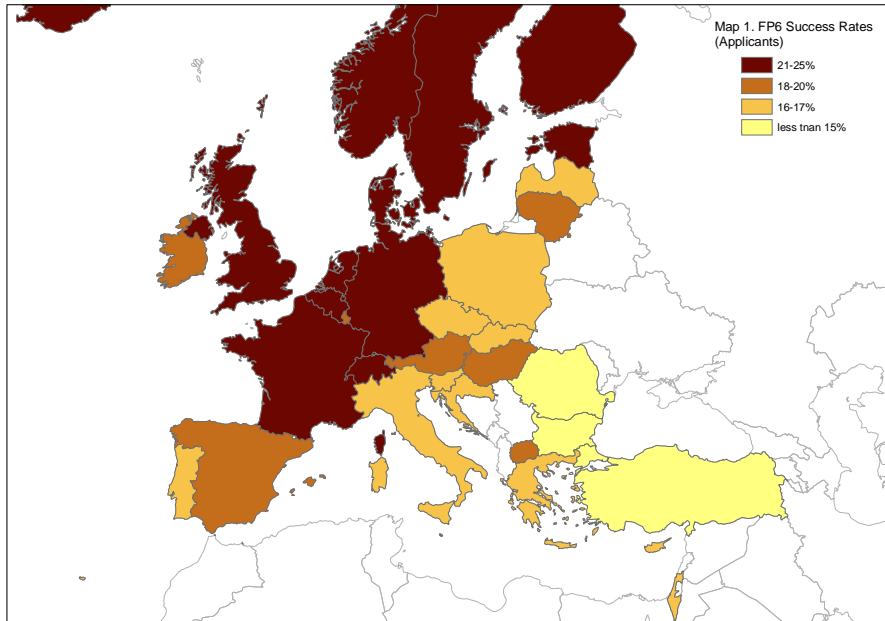 Map 1. FP6 Success Rates
(Applicants)
21-25%
18-20%
16-17%
less tnan 15%